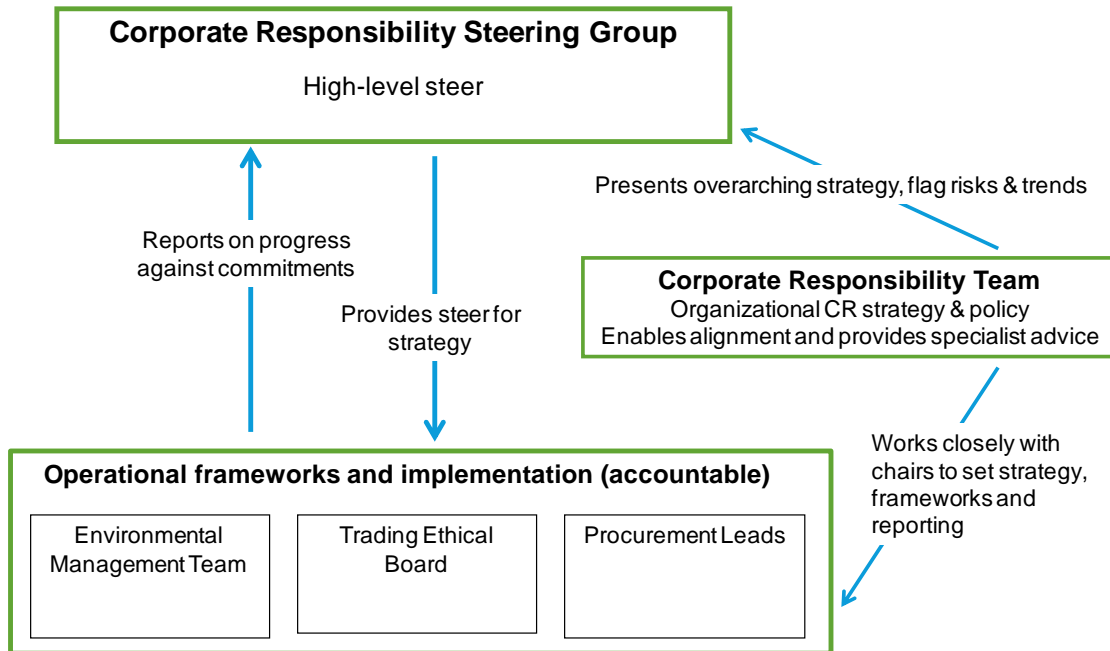 Corporate Responsibility Steering Group
High-level steer
Presents overarching strategy, flag risks & trends
Reports on progress
against commitments
Provides steer for
strategy
Corporate Responsibility Team
Organizational CR strategy & policy
Enables alignment and provides specialist advice
Works closely with
chairs to set strategy,
frameworks and
reporting
Operational frameworks and implementation (accountable)
Environmental
Management Team
Trading Ethical
Board
Procurement Leads